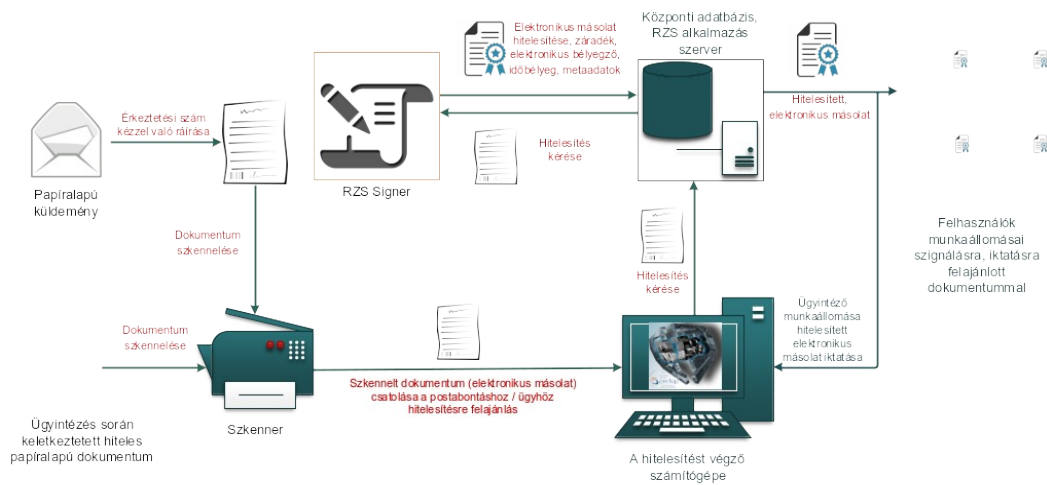 Központi adatbázis,
RZS alkalmazás
szerver
Elektronikus másolat
hitelesítése, záradék,
elektronikus bélyegző,
időbélyeg, metaadatok
Hitelesített,
elektronikus másolat
Érkeztetési szám
kézzel való ráírása
Hitelesítés
kérése
RZS Signer
Papíralapú
küldemény
Dokumentum
szkennelése
Hitelesítés
kérése
Felhasználók
munkaállomásai
szignálásra, iktatásra
felajánlott
dokumentummal
Ügyintéző
munkaállomása
hitelesített
elektronikus
másolat iktatása
Dokumentum
szkennelése
Szkennelt dokumentum (elektronikus másolat)
csatolása a postabontáshoz / ügyhöz
hitelesítésre felajánlás
Szkenner
Ügyintézés során
keletkeztetett hiteles
papíralapú dokumentum
A hitelesítést végző
számítógépe